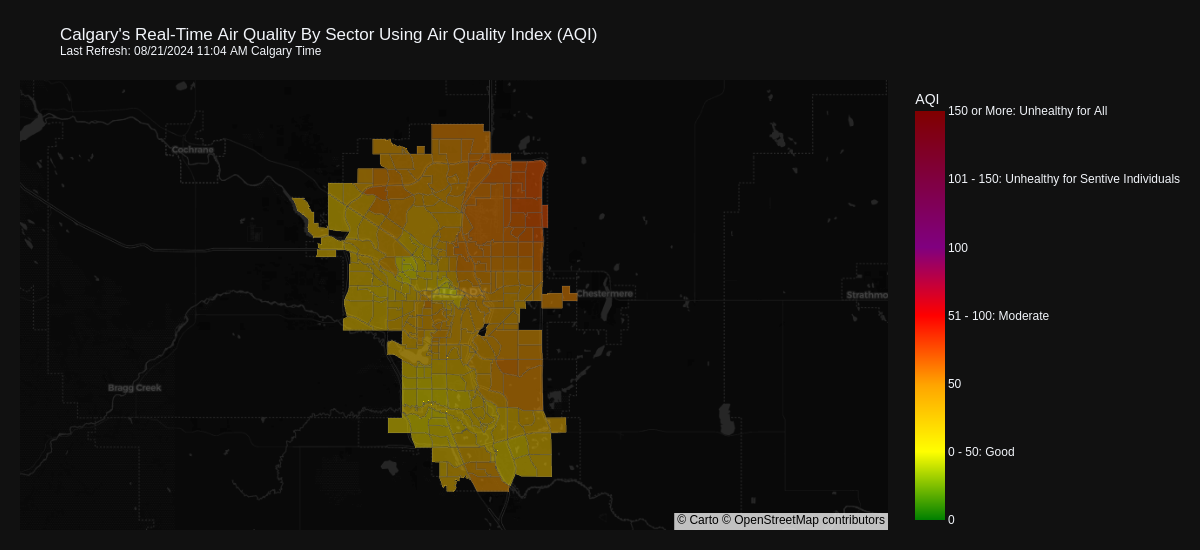 Calgary's Real-Time Air Quality By Sector Using Air Quality Index (AQI)
Last Refresh: 08/21/2024 11:04 AM Calgary Time
AQI
150 or More: Unhealthy for All
Cochrane
101 - 150: Unhealthy for Sentive Individuals
100
CALGARY
Chestermere
Strathmo
51 - 100: Moderate
Bragg Creek
50
0 - 50: Good
0
© Carto © OpenStreetMap contributors